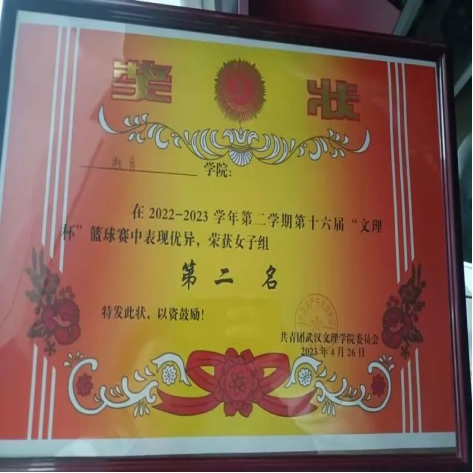 奖 状
教育 学院：
在 2022-2023 学年第二学期第十六届“文理
杯”篮球赛中表现优异，荣获女子组
第 二 名
特发此状，以资鼓励！
共青团武汉文理学院委员会
2023 年 4 月 26 日